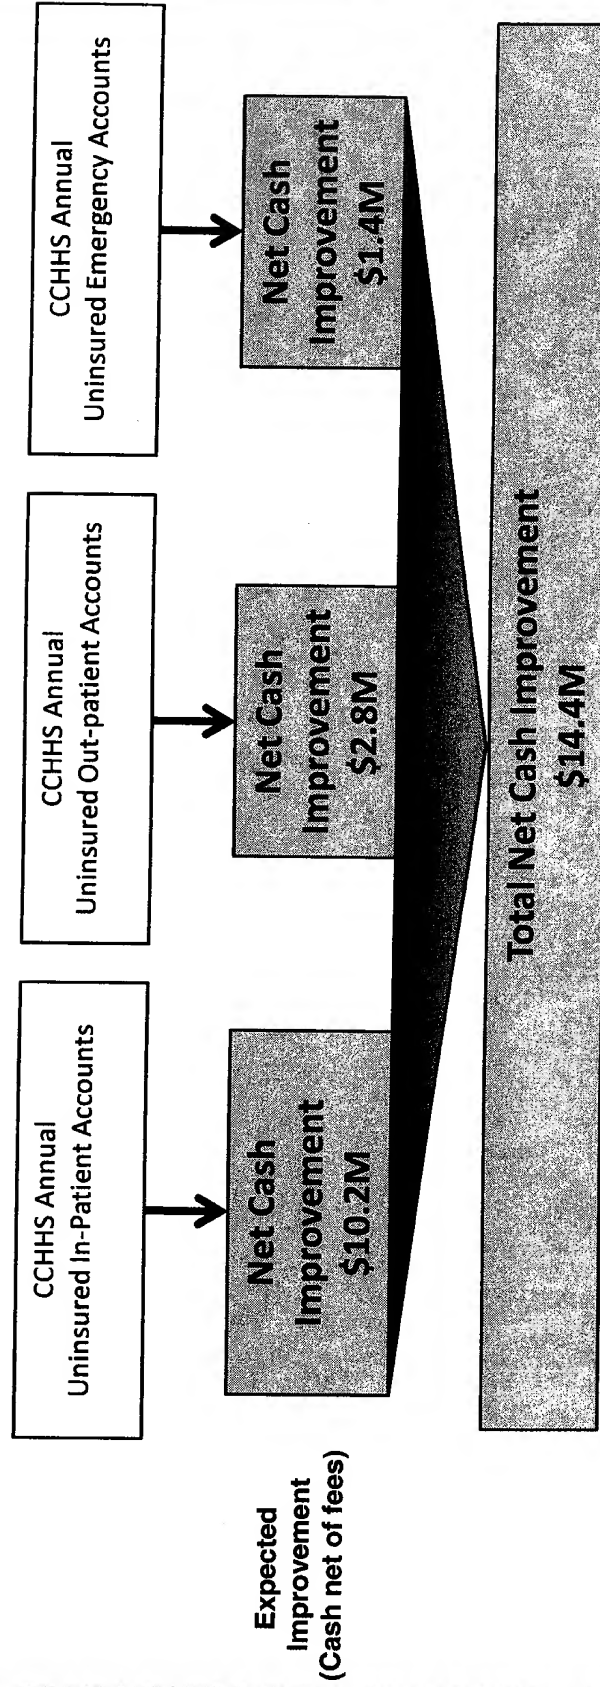 CCHHS Annual
Uninsured In-Patient Accounts
CCHHS Annual
Uninsured Out-patient Accounts
CCHHS Annual
Uninsured Emergency Accounts
Expected
Improvement
(Cash net of fees)
Net Cash
Improvement
$10.2M
Net Cash
Improvement
$2.8M
Net Cash
Improvement
$1.4M
Total Net Cash Improvement
$14.4M